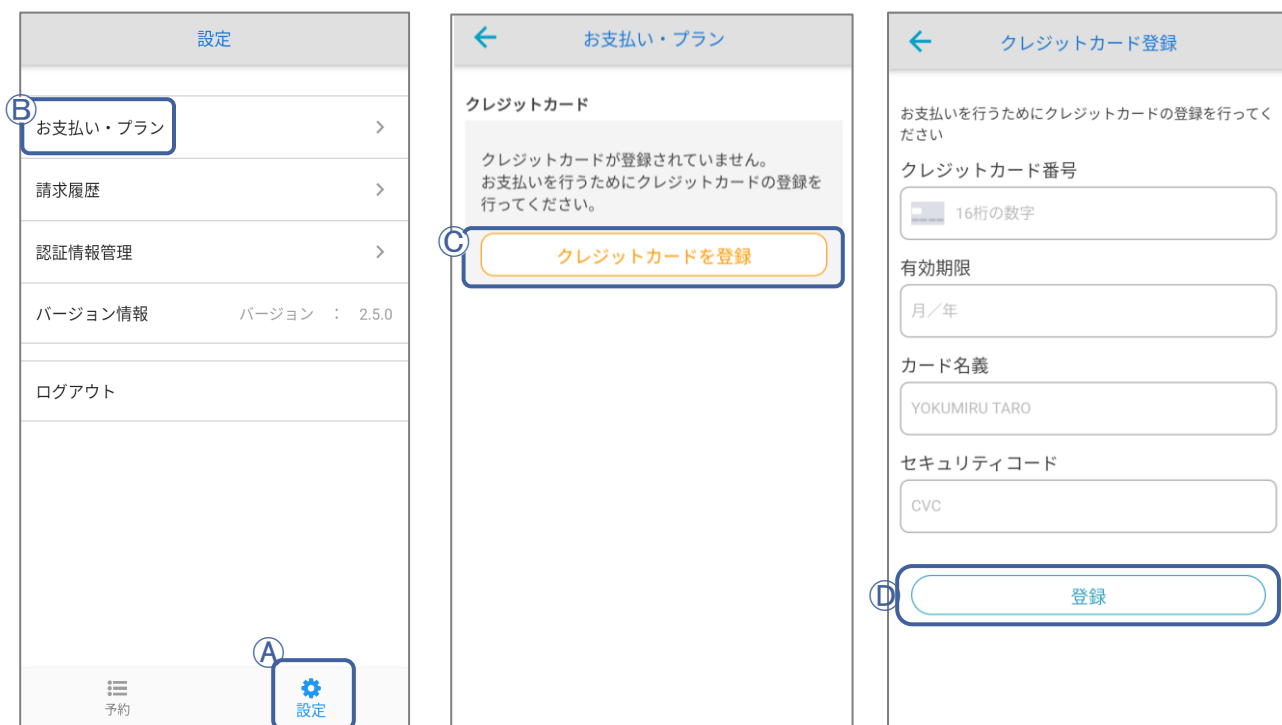 設定
Ⓑ
お支払い・プラン
請求履歴
認証情報管理
バージョン情報 バージョン ： 2.5.0
ログアウト
Ⓐ
予約
設定
お支払い・プラン
クレジットカード
クレジットカードが登録されていません。
お支払いを行うためにクレジットカードの登録を
行ってください。
Ⓒ
クレジットカードを登録
クレジットカード登録
お支払いを行うためにクレジットカードの登録を行ってく
ださい
クレジットカード番号
16桁の数字
有効期限
月／年
カード名義
YOKUMIRU TARO
セキュリティコード
CVC
Ⓓ
登録